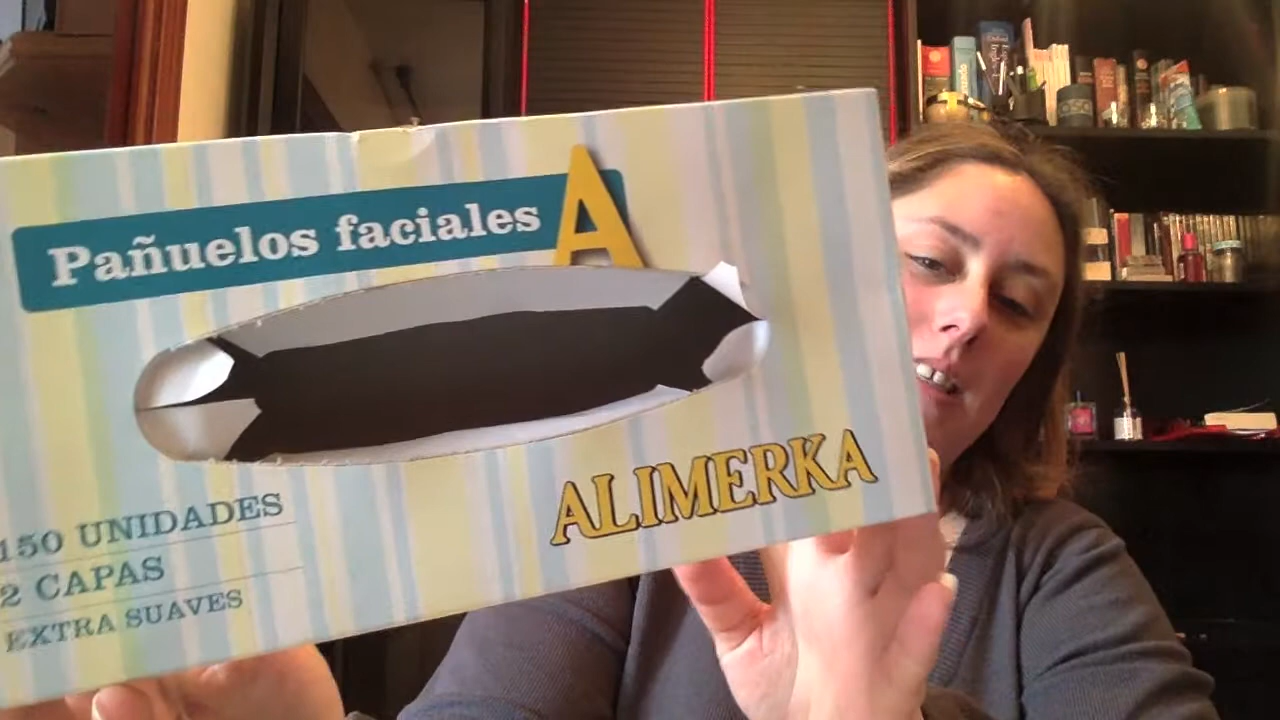 Pañuelos faciales A
ALIMERKA
150 UNIDADES
2 CAPAS
EXTRA SUAVES